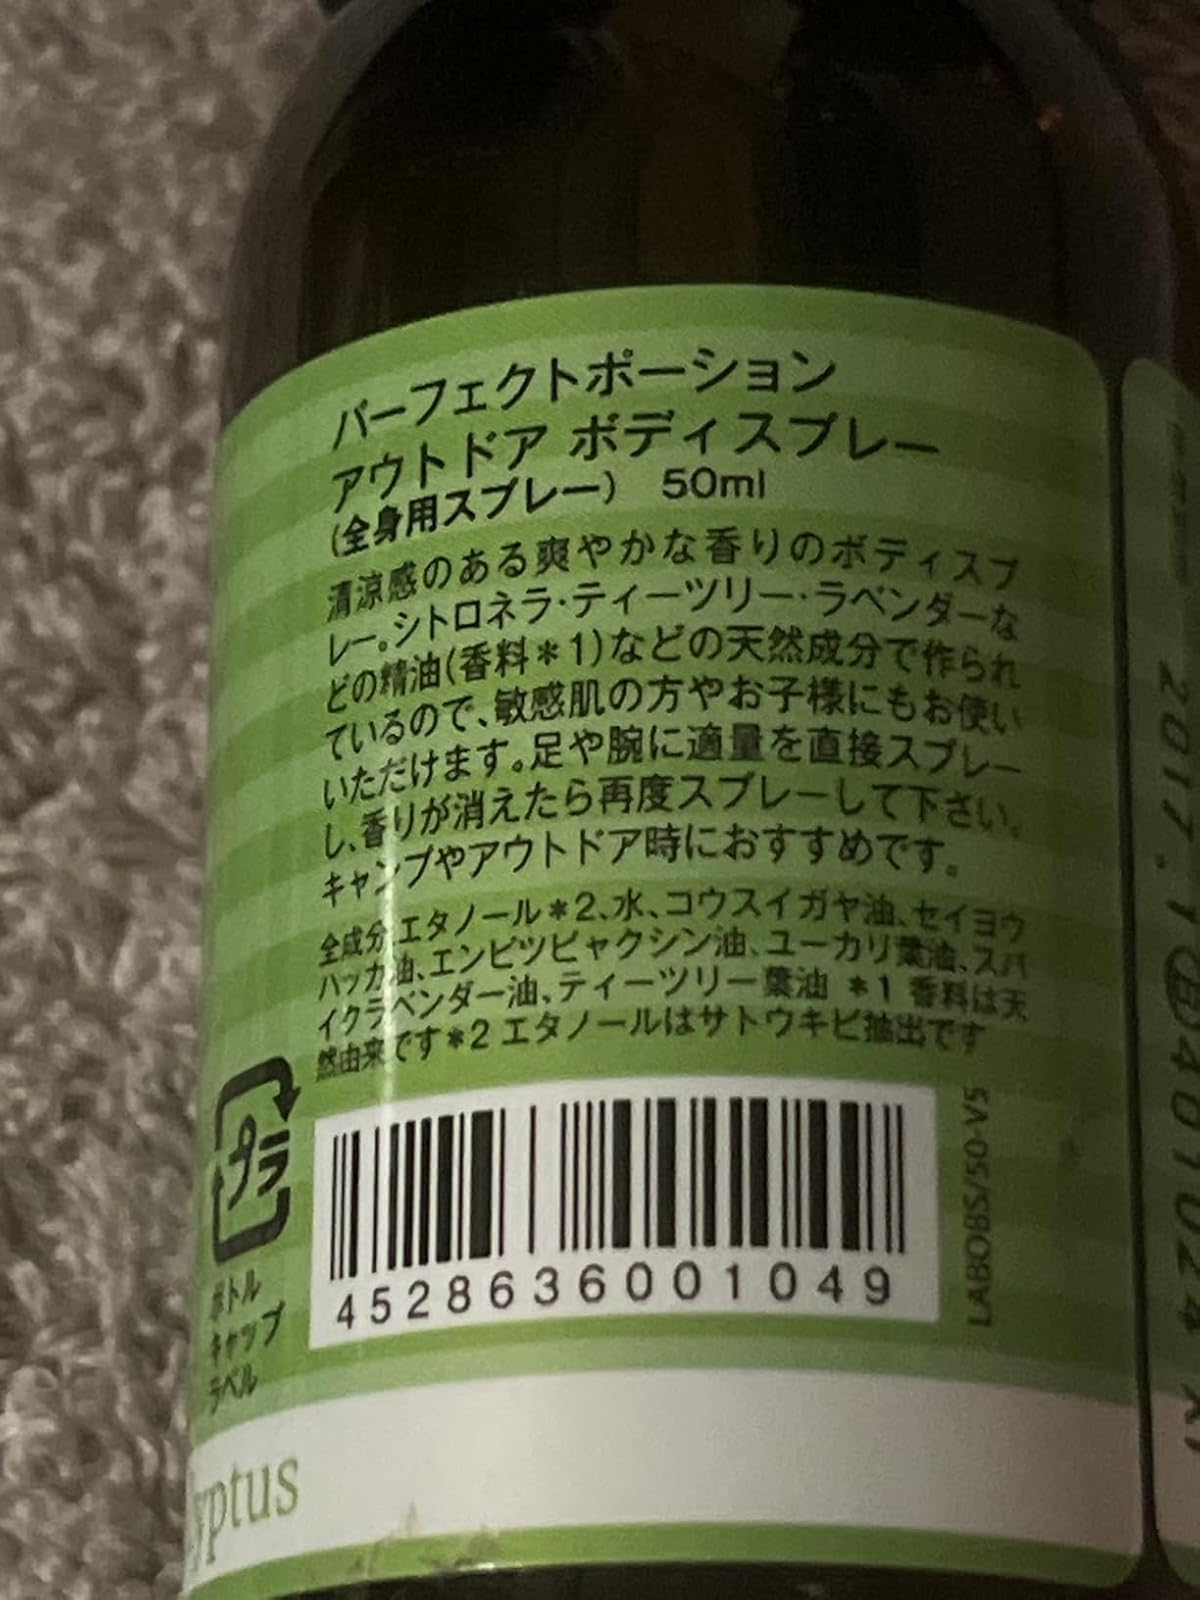 パーフェクトポーション
アウトドア ボディスプレー
(全身用スプレー) 50ml
清涼感のある爽やかな香りのボディスプ
レー。シトロネラ・ティーツリー・ラベンダーな
どの精油(香料＊1)などの天然成分で作られ
ているので、敏感肌の方やお子様にもお使い
いただけます。足や腕に適量を直接スプレー
し、香りが消えたら再度スプレーして下さい。
キャンプやアウトドア時におすすめです。
全成分:エタノール＊2、水、コウスイガヤ油、セイヨウ
ハッカ油、エンピツビャクシン油、ユーカリ葉油、スパ
イクラベンダー油、ティーツリー葉油 ＊1 香料は天
然由来です＊2 エタノールはサトウキビ抽出です
プラ
ボトル
キャップ
ラベル
4528636001049
LABOBS/50-V5
yptus
2017.1